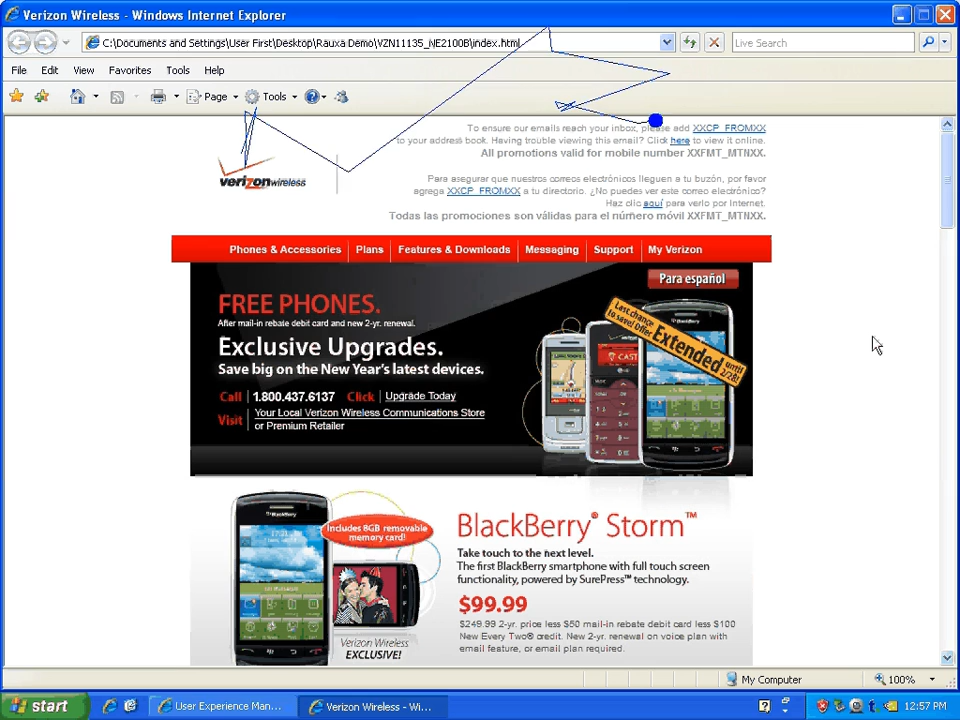 Verizon Wireless - Windows Internet Explorer
C:\Documents and Settings\User First\Desktop\Rauxa Demo\VZN11135_NE2100B\index.html
Live Search
File Edit View Favorites Tools Help
Page Tools
To ensure our emails reach your inbox, please add XXCP_FROMXX
to your address book. Having trouble viewing this email? Click here to view it online.
All promotions valid for mobile number XXFMT_MTNXX.
verizonwireless
Para asegurar que nuestros correos electrónicos lleguen a tu buzón, por favor
agrega XXCP_FROMXX a tu directorio. ¿No puedes ver este correo electrónico?
Haz clic aquí para verlo por Internet.
Todas las promociones son válidas para el número móvil XXFMT_MTNXX.
Phones & Accessories Plans Features & Downloads Messaging Support My Verizon
Para español
FREE PHONES.
After mail-in rebate debit card and new 2-yr. renewal.
Exclusive Upgrades.
Save big on the New Year's latest devices.
Call 1.800.437.6137 Click Upgrade Today
Visit Your Local Verizon Wireless Communications Store
or Premium Retailer
Last chance
to save! Offer
Extended until
2/28!
BlackBerry
Includes 8GB removable
memory card!
BlackBerry® Storm™
Take touch to the next level.
The first BlackBerry smartphone with full touch screen
functionality, powered by SurePress™ technology.
$99.99
$249.99 2-yr. price less $50 mail-in rebate debit card less $100
New Every Two® credit. New 2-yr. renewal on voice plan with
email feature, or email plan required.
Verizon Wireless
EXCLUSIVE!
My Computer 100%
start User Experience Man... Verizon Wireless - Wi... 12:57 PM